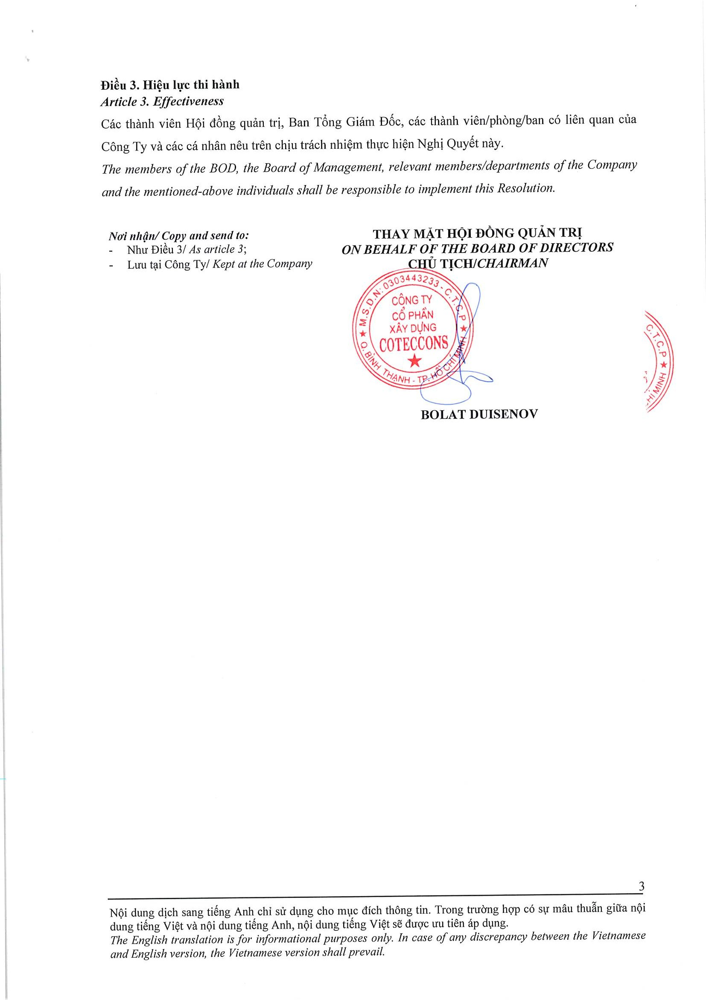 Điều 3. Hiệu lực thi hành
Article 3. Effectiveness
Các thành viên Hội đồng quản trị, Ban Tổng Giám Đốc, các thành viên/phòng/ban có liên quan của
Công Ty và các cá nhân nêu trên chịu trách nhiệm thực hiện Nghị Quyết này.
The members of the BOD, the Board of Management, relevant members/departments of the Company
and the mentioned-above individuals shall be responsible to implement this Resolution.
Nơi nhận/ Copy and send to:
- Như Điều 3/ As article 3;
- Lưu tại Công Ty/ Kept at the Company
THAY MẶT HỘI ĐỒNG QUẢN TRỊ
ON BEHALF OF THE BOARD OF DIRECTORS
CHỦ TỊCH/CHAIRMAN
M.S.D.N: 0303443233 - C.T.C.P
CÔNG TY
CỔ PHẦN
XÂY DỰNG
COTECCONS
Q. BÌNH THẠNH - TP. HỒ CHÍ MINH
C.T.C.P
HÍ MINH
BOLAT DUISENOV
3
Nội dung dịch sang tiếng Anh chỉ sử dụng cho mục đích thông tin. Trong trường hợp có sự mâu thuẫn giữa nội
dung tiếng Việt và nội dung tiếng Anh, nội dung tiếng Việt sẽ được ưu tiên áp dụng.
The English translation is for informational purposes only. In case of any discrepancy between the Vietnamese
and English version, the Vietnamese version shall prevail.